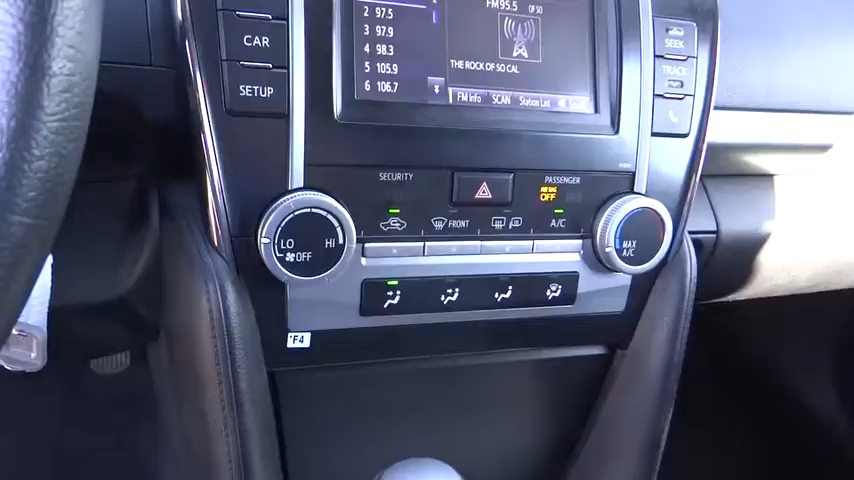 CAR
SETUP
2 97.5
3 97.9
4 98.3
5 105.9
6 106.7
FM95.5
OF SO
THE ROCK OF SO CAL
FM Info
SCAN
Station List
SEEK
TRACK
SECURITY
PASSENGER
AIR BAG
OFF
FRONT
A/C
LO
HI
OFF
MAX
A/C
°F4